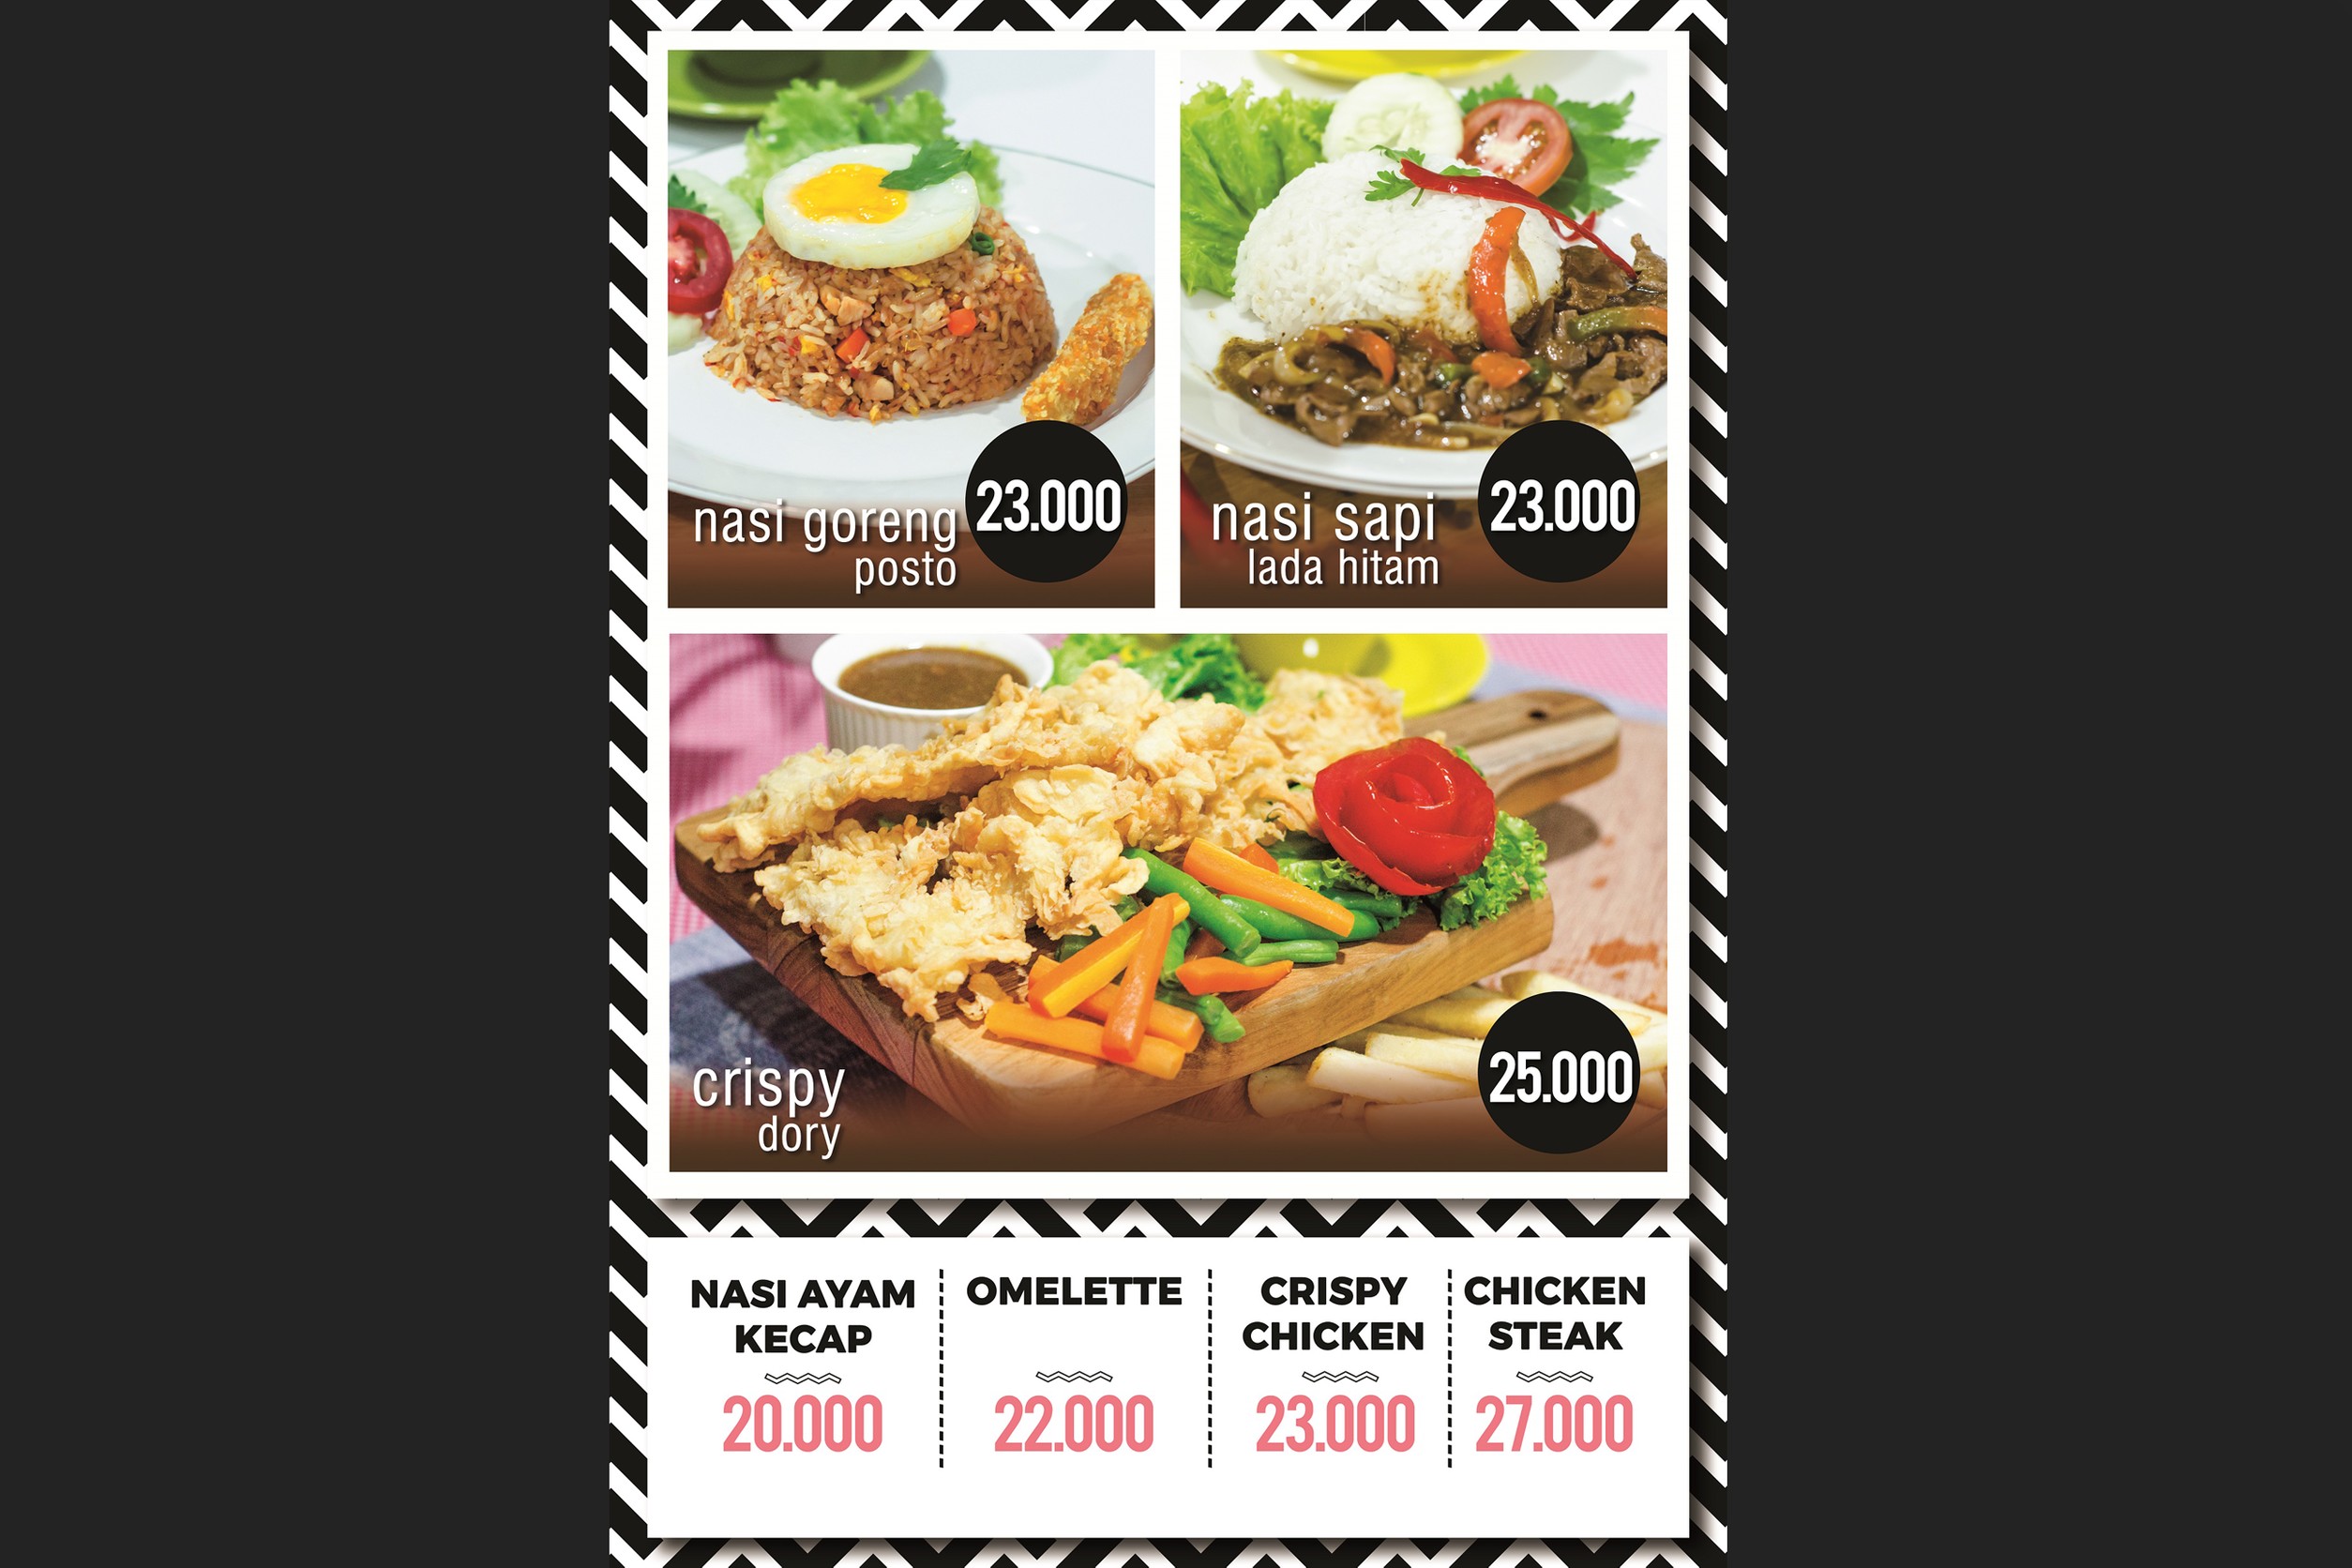 nasi goreng
posto
23.000
nasi sapi
lada hitam
23.000
crispy
dory
25.000
NASI AYAM
KECAP
20.000
OMELETTE
22.000
CRISPY
CHICKEN
23.000
CHICKEN
STEAK
27.000